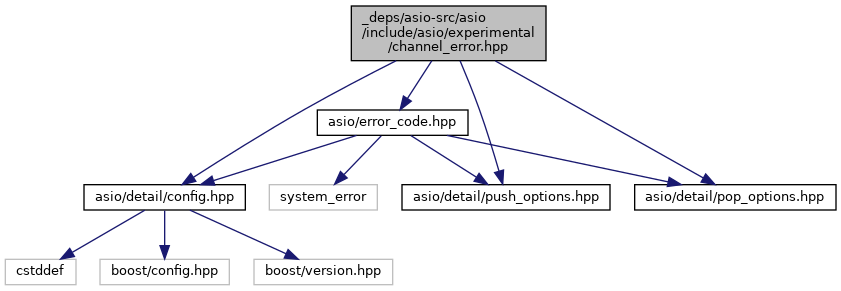 _deps/asio-src/asio
/include/asio/experimental
/channel_error.hpp
asio/error_code.hpp
asio/detail/config.hpp
system_error
asio/detail/push_options.hpp
asio/detail/pop_options.hpp
cstddef
boost/config.hpp
boost/version.hpp